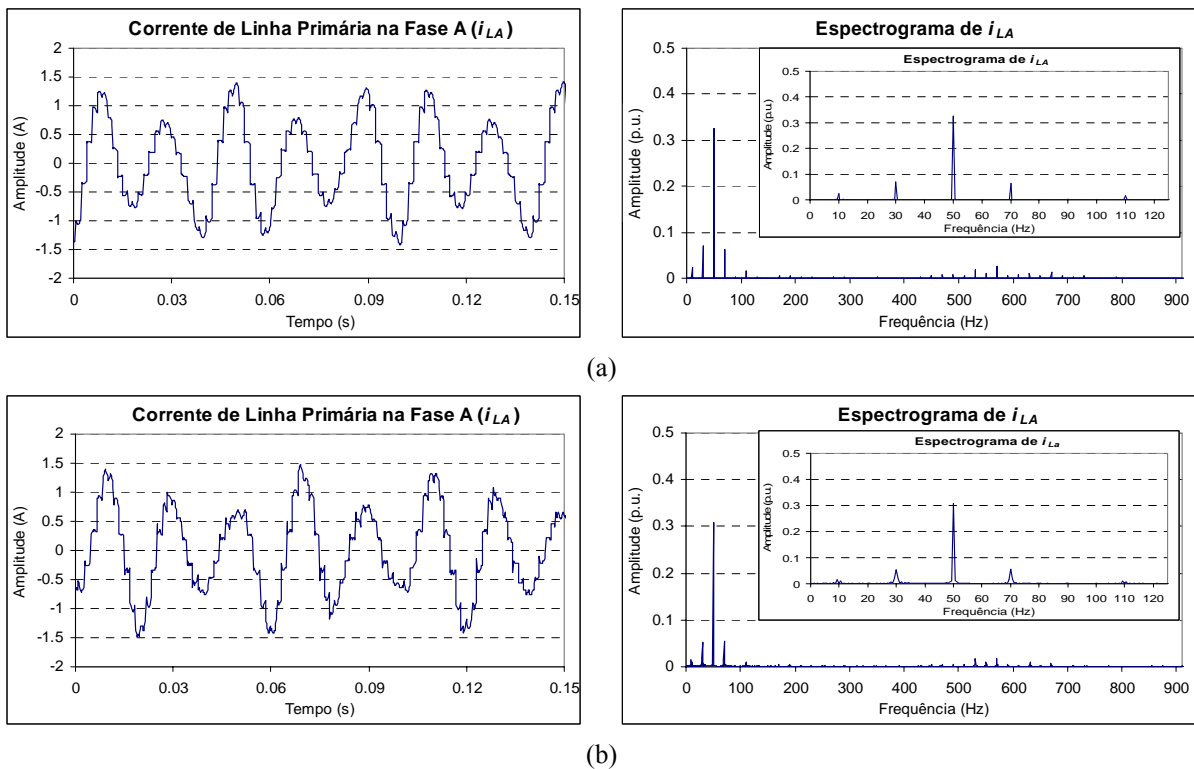 Corrente de Linha Primária na Fase A (iLA)
2
1.5
1
0.5
0
-0.5
-1
-1.5
-2
Amplitude (A)
0
0.03
0.06
0.09
0.12
0.15
Tempo (s)
Espectrograma de iLA
0.5
0.4
0.3
0.2
0.1
0
Amplitude (p.u.)
0 100 200 300 400 500 600 700 800 900
Frequência (Hz)
Espectrograma de iLA
0.5
0.4
0.3
0.2
0.1
0
Amplitude (p.u.)
0 10 20 30 40 50 60 70 80 90 100 110 120
Frequência (Hz)
(a)
Corrente de Linha Primária na Fase A (iLA)
2
1.5
1
0.5
0
-0.5
-1
-1.5
-2
Amplitude (A)
0
0.03
0.06
0.09
0.12
0.15
Tempo (s)
Espectrograma de iLA
0.5
0.4
0.3
0.2
0.1
0
Amplitude (p.u.)
0 100 200 300 400 500 600 700 800 900
Frequência (Hz)
Espectrograma de iLa
0.5
0.4
0.3
0.2
0.1
0
Amplitude (p.u.)
0 10 20 30 40 50 60 70 80 90 100 110 120
Frequência (Hz)
(b)